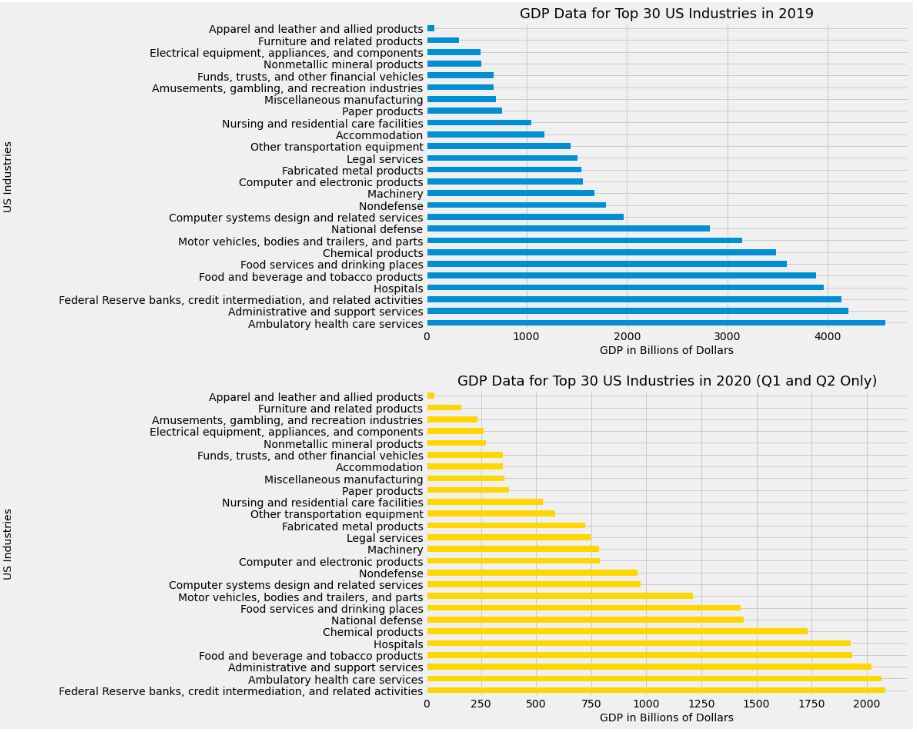 GDP Data for Top 30 US Industries in 2019
US Industries
Apparel and leather and allied products
Furniture and related products
Electrical equipment, appliances, and components
Nonmetallic mineral products
Funds, trusts, and other financial vehicles
Amusements, gambling, and recreation industries
Miscellaneous manufacturing
Paper products
Nursing and residential care facilities
Accommodation
Other transportation equipment
Legal services
Fabricated metal products
Computer and electronic products
Machinery
Nondefense
Computer systems design and related services
National defense
Motor vehicles, bodies and trailers, and parts
Chemical products
Food services and drinking places
Food and beverage and tobacco products
Hospitals
Federal Reserve banks, credit intermediation, and related activities
Administrative and support services
Ambulatory health care services
0 1000 2000 3000 4000
GDP in Billions of Dollars
GDP Data for Top 30 US Industries in 2020 (Q1 and Q2 Only)
US Industries
Apparel and leather and allied products
Furniture and related products
Amusements, gambling, and recreation industries
Electrical equipment, appliances, and components
Nonmetallic mineral products
Funds, trusts, and other financial vehicles
Accommodation
Miscellaneous manufacturing
Paper products
Nursing and residential care facilities
Other transportation equipment
Fabricated metal products
Legal services
Machinery
Computer and electronic products
Nondefense
Computer systems design and related services
Motor vehicles, bodies and trailers, and parts
Food services and drinking places
National defense
Chemical products
Hospitals
Food and beverage and tobacco products
Administrative and support services
Ambulatory health care services
Federal Reserve banks, credit intermediation, and related activities
0 250 500 750 1000 1250 1500 1750 2000
GDP in Billions of Dollars